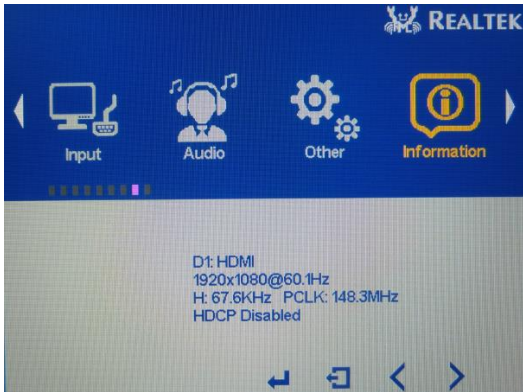 REALTEK
Input
Audio
Other
Information
D1: HDMI
1920x1080@60.1Hz
H: 67.6KHz PCLK: 148.3MHz
HDCP Disabled